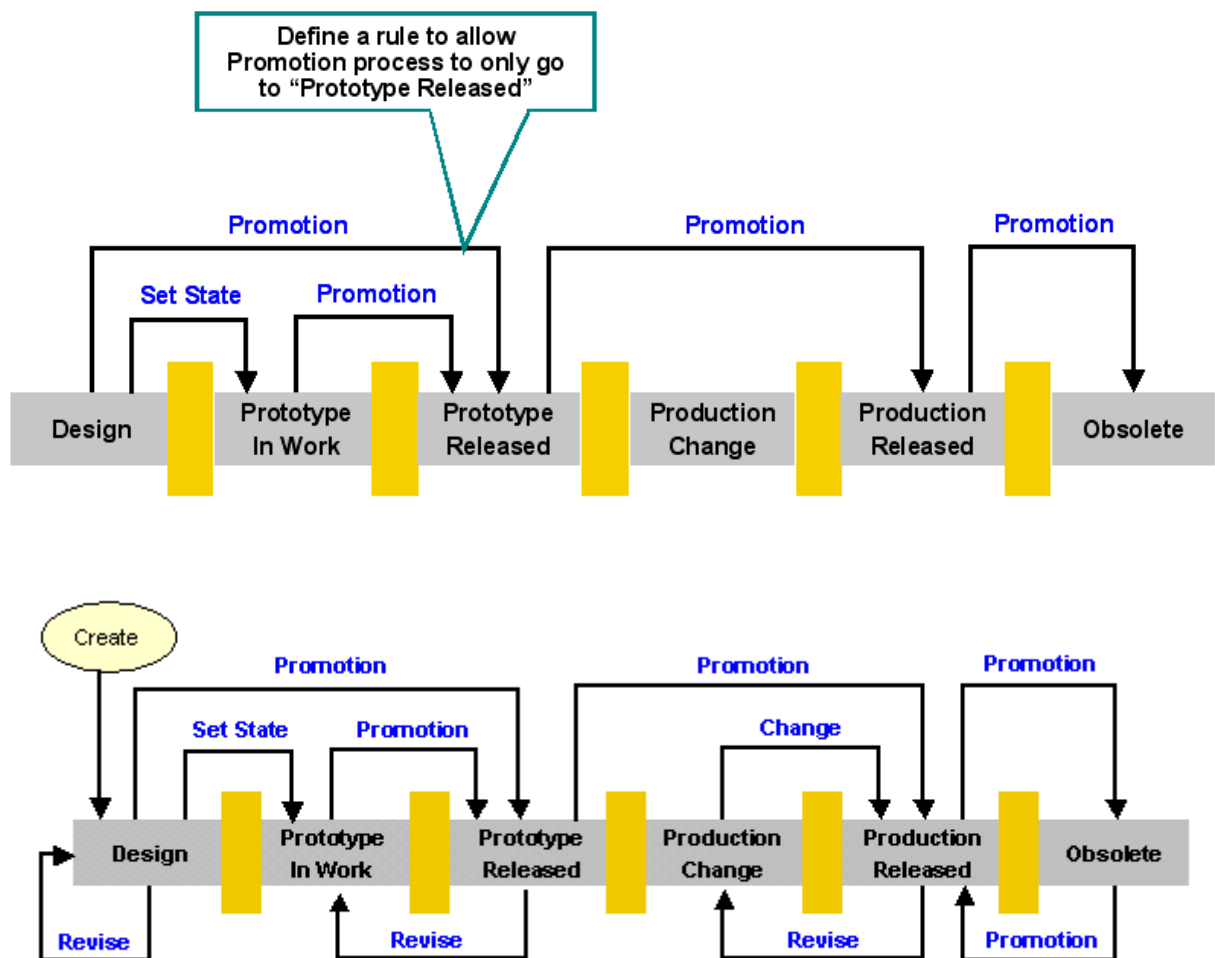 Define a rule to allow
Promotion process to only go
to “Prototype Released”
Promotion
Promotion
Promotion
Set State
Promotion
Design
Prototype
In Work
Prototype
Released
Production
Change
Production
Released
Obsolete
Create
Promotion
Promotion
Promotion
Set State
Promotion
Change
Design
Prototype
In Work
Prototype
Released
Production
Change
Production
Released
Obsolete
Revise
Revise
Revise
Promotion